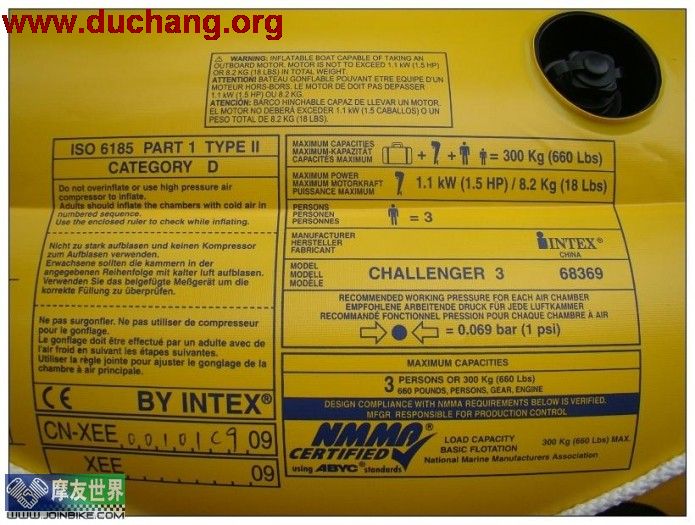 www.duchang.org
WARNING: INFLATABLE BOAT CAPABLE OF TAKING AN
OUTBOARD MOTOR. MOTOR IS NOT TO EXCEED 1.1 kW (1.5 HP)
OR 8.2 KG (18 LBS) IN TOTAL WEIGHT.
ATTENTION! BATEAU GONFLABLE POUVANT ETRE EQUIPE D'UN
MOTEUR HORS-BORS. LE MOTEUR DE DOIT PAS DEPASSER
1.1 kW (1.5 HP) OU 8.2 KG.
ATENCIÓN: BARCO HINCHABLE CAPAZ DE LLEVAR UN MOTOR.
EL MOTOR NO DEBERÁ EXCEDER 1.1kW (1.5 CABALLOS) O UN
PESO TOTAL DE 8.2 KG (18 LBS).
ISO 6185 PART 1 TYPE II
CATEGORY D
Do not overinflate or use high pressure air
compressor to inflate.
Adults should inflate the chambers with cold air in
numbered sequence.
Use the enclosed ruler to check while inflating.
Nicht zu stark aufblasen und keinen Kompressor
zum Aufblasen verwenden.
Erwachsene sollten die kammern in der
angegebenen Reihenfolge mit kalter luft aufblasen.
Verwenden Sie das beigefügte Meßgerät um die
korrekte Füllung zu überprüfen.
Ne pas surgonfler. Ne pas utiliser de compresseur
pour le gonflage.
Le gonflage doit être effectué par un adulte avec de
l'air froid en suivant les étapes suivantes.
Utiliser la règle jointe pour ajuster le gonglage de la
chambre à air principale.
CE BY INTEX®
CN-XEE 00101C9 09
XEE 09
MAXIMUM CAPACITIES
MAXIMUM-KAPAZITÄT
CAPACITÉS MAXIMUM
+ + = 300 Kg (660 Lbs)
MAXIMUM POWER
MAXIMUM MOTORKRAFT
PUISSANCE MAXIMUM
1.1 kW (1.5 HP) / 8.2 Kg (18 Lbs)
PERSONS
PERSONEN
PERSONNES
= 3
MANUFACTURER
HERSTELLER
FABRICANT
INTEX®
CHINA
MODEL
MODELL
MODÈLE
CHALLENGER 3 68369
RECOMMENDED WORKING PRESSURE FOR EACH AIR CHAMBER
EMPFOHLENE ARBEITENDE DRUCK FÜR JEDE LUFTKAMMER
RECOMMANDÉ FONCTIONNEL PRESSION POUR CHAQUE CHAMBRE À AIR
= 0.069 bar (1 psi)
MAXIMUM CAPACITIES
3 PERSONS OR 300 Kg (660 Lbs)
660 POUNDS, PERSONS, GEAR, ENGINE
DESIGN COMPLIANCE WITH NMMA REQUIREMENTS BELOW IS VERIFIED.
MFGR RESPONSIBLE FOR PRODUCTION CONTROL
NMMA
CERTIFIED
using ABYC standards
LOAD CAPACITY 300 Kg (660 Lbs) MAX.
BASIC FLOTATION
National Marine Manufacturers Association
摩友世界
WWW.JOINBIKE.COM